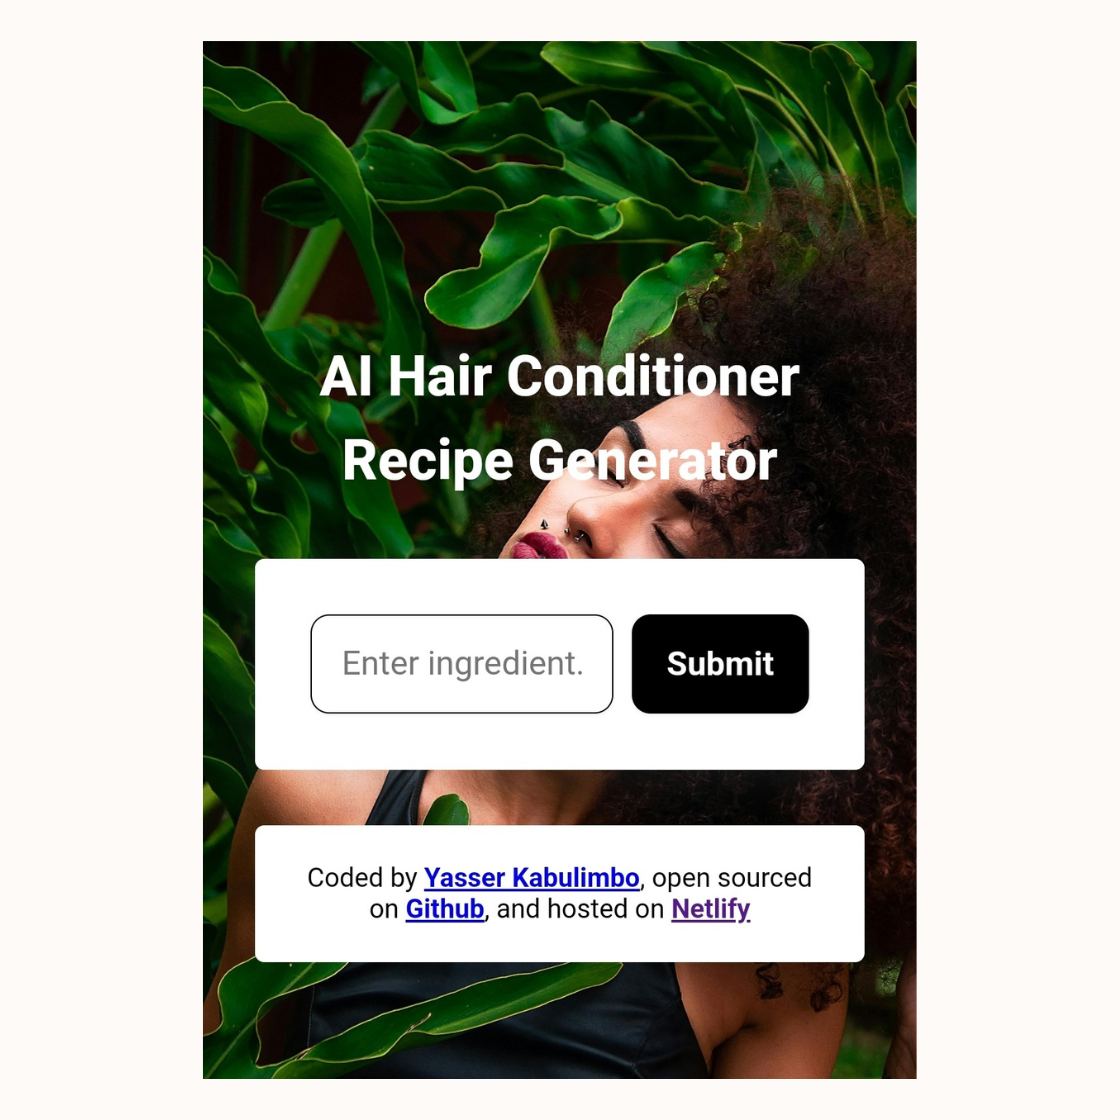 AI Hair Conditioner
Recipe Generator
Enter ingredient.
Submit
Coded by Yasser Kabulimbo, open sourced
on Github, and hosted on Netlify